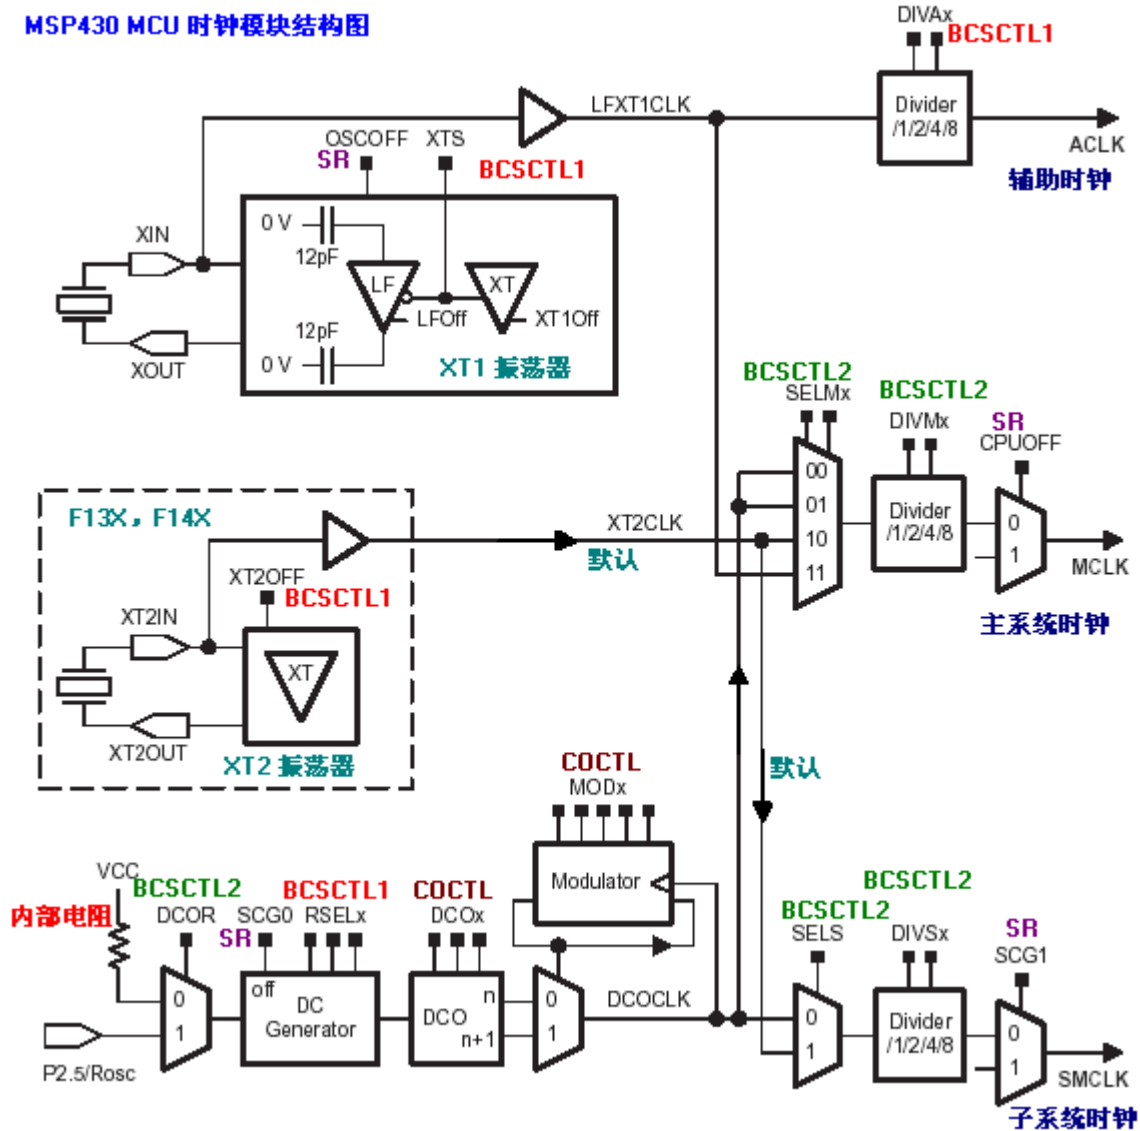 MSP430 MCU 时钟模块结构图
DIVAx
BCSCTL1
LFXT1CLK
Divider
/1/2/4/8
ACLK
辅助时钟
OSCOFF
XTS
SR
BCSCTL1
XIN
0 V
12pF
LF
XT
LFOff
XT1Off
12pF
0 V
XOUT
XT1 振荡器
BCSCTL2
SELMx
BCSCTL2
DIVMx
SR
CPUOFF
00
01
10
11
Divider
/1/2/4/8
0
1
MCLK
主系统时钟
F13X，F14X
XT2CLK
默认
XT2OFF
BCSCTL1
XT2IN
XT
XT2OUT
XT2 振荡器
默认
COCTL
MODx
Modulator
VCC
内部电阻
BCSCTL2
DCOR
SR
SCG0
BCSCTL1
RSELx
COCTL
DCOx
0
1
off
DC
Generator
DCO
n
n+1
0
1
DCOCLK
P2.5/Rosc
BCSCTL2
SELS
BCSCTL2
DIVSx
SR
SCG1
0
1
Divider
/1/2/4/8
0
1
SMCLK
子系统时钟